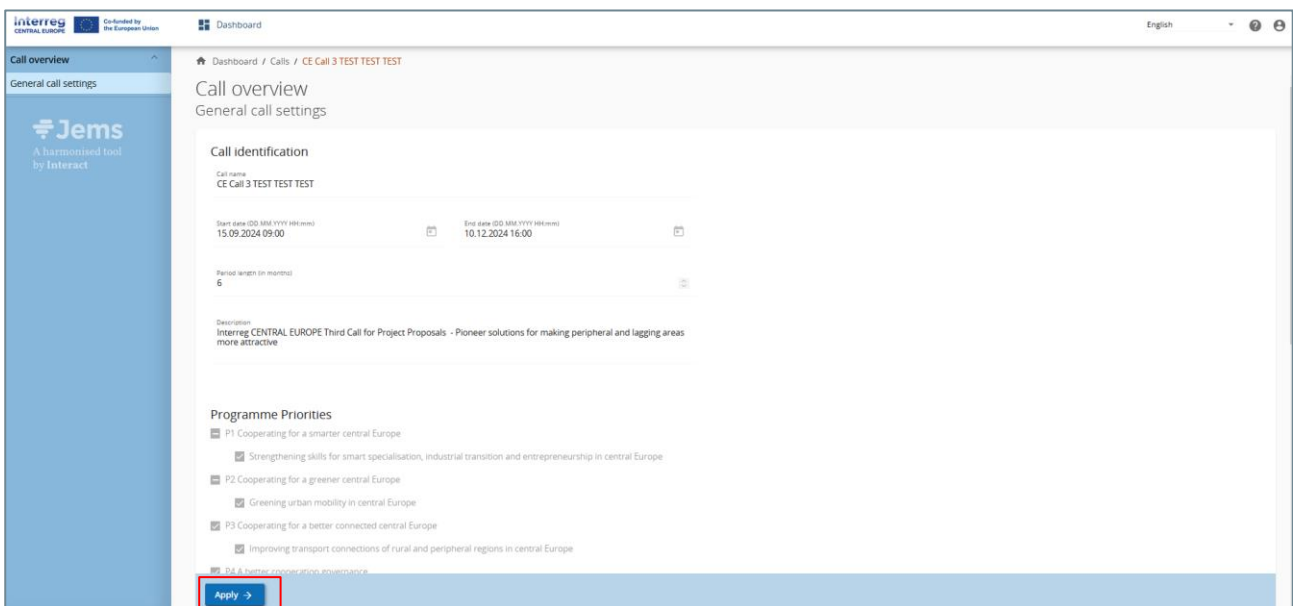 Interreg
CENTRAL EUROPE
Co-funded by
the European Union
Dashboard
English
Call overview
General call settings
Jems
A harmonised tool
by Interact
Dashboard / Calls / CE Call 3 TEST TEST TEST
Call overview
General call settings
Call identification
Call name
CE Call 3 TEST TEST TEST
Start date (DD.MM.YYYY HH:mm)
15.09.2024 09:00
End date (DD.MM.YYYY HH:mm)
10.12.2024 16:00
Period length (in months)
6
Description
Interreg CENTRAL EUROPE Third Call for Project Proposals - Pioneer solutions for making peripheral and lagging areas
more attractive
Programme Priorities
P1 Cooperating for a smarter central Europe
Strengthening skills for smart specialisation, industrial transition and entrepreneurship in central Europe
P2 Cooperating for a greener central Europe
Greening urban mobility in central Europe
P3 Cooperating for a better connected central Europe
Improving transport connections of rural and peripheral regions in central Europe
P4 A better cooperation governance
Apply →